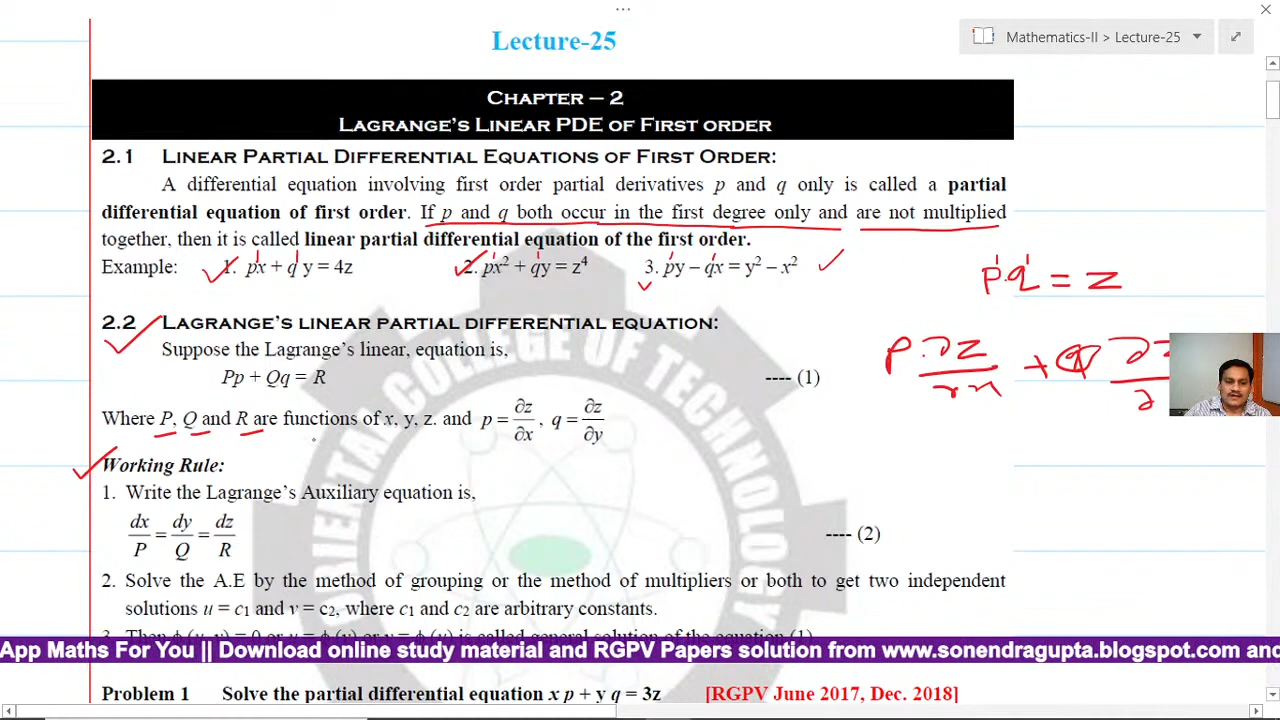 Lecture-25
Mathematics-II > Lecture-25
CHAPTER – 2
LAGRANGE'S LINEAR PDE OF FIRST ORDER
2.1 LINEAR PARTIAL DIFFERENTIAL EQUATIONS OF FIRST ORDER:
A differential equation involving first order partial derivatives p and q only is called a partial
differential equation of first order. If p and q both occur in the first degree only and are not multiplied
together, then it is called linear partial differential equation of the first order.
Example: 1. px + q y = 4z 2. px² + qy = z⁴ 3. py – qx = y² – x²
p¹.q¹ = z
2.2 LAGRANGE'S LINEAR PARTIAL DIFFERENTIAL EQUATION:
Suppose the Lagrange's linear, equation is,
Pp + Qq = R ---- (1)
P.∂z/∂x + Q ∂z/∂
Where P, Q and R are functions of x, y, z. and p = ∂z/∂x , q = ∂z/∂y
Working Rule:
1. Write the Lagrange's Auxiliary equation is,
dx/P = dy/Q = dz/R ---- (2)
2. Solve the A.E by the method of grouping or the method of multipliers or both to get two independent
solutions u = c₁ and v = c₂, where c₁ and c₂ are arbitrary constants.
App Maths For You || Download online study material and RGPV Papers solution from www.sonendragupta.blogspot.com and
Problem 1 Solve the partial differential equation x p + y q = 3z [RGPV June 2017, Dec. 2018]
ORIENTAL COLLEGE OF TECHNOLOGY